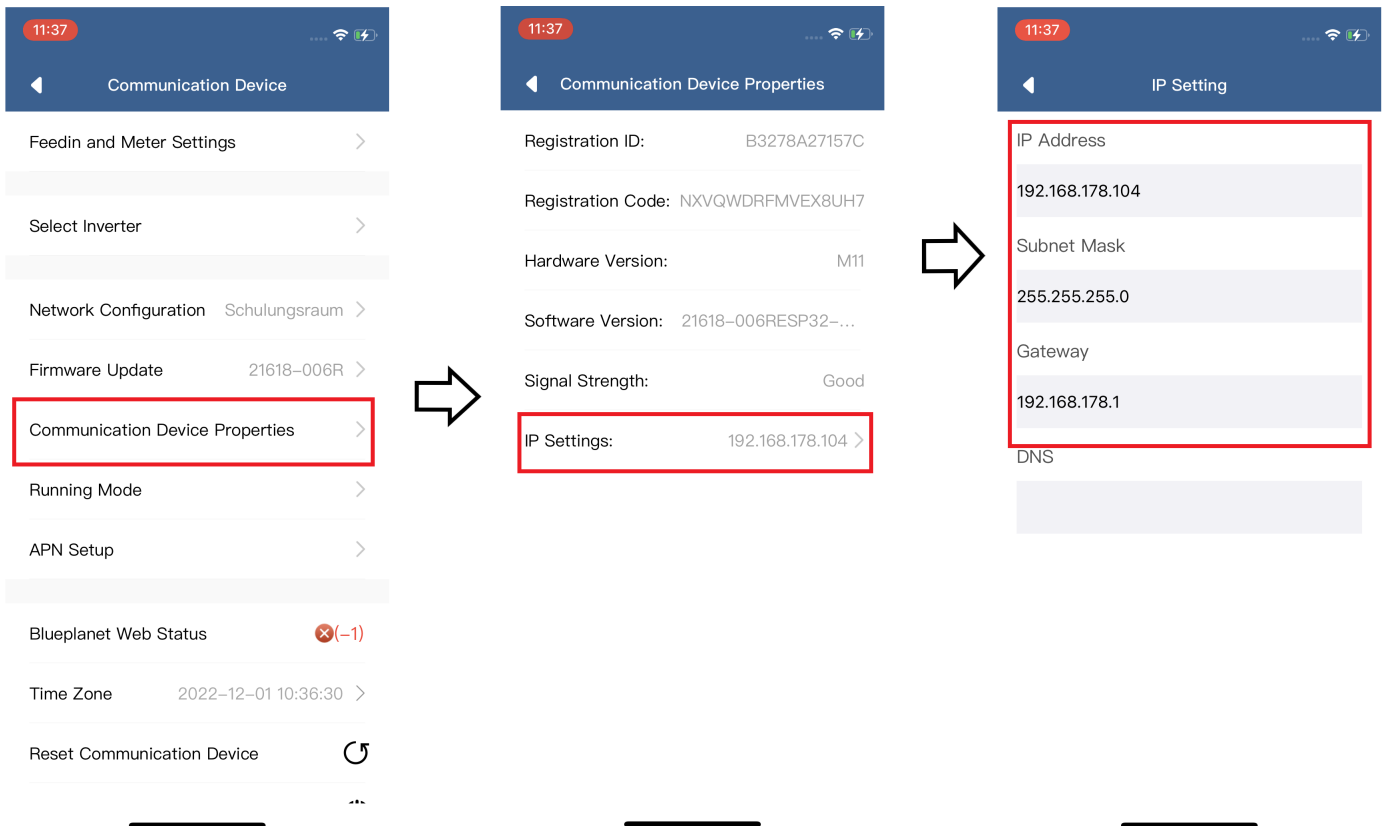 11:37
Communication Device
Feedin and Meter Settings
Select Inverter
Network Configuration Schulungsraum
Firmware Update 21618-006R
Communication Device Properties
Running Mode
APN Setup
Blueplanet Web Status (-1)
Time Zone 2022-12-01 10:36:30
Reset Communication Device
11:37
Communication Device Properties
Registration ID: B3278A27157C
Registration Code: NXVQWDRFMVEX8UH7
Hardware Version: M11
Software Version: 21618-006RESP32-...
Signal Strength: Good
IP Settings: 192.168.178.104
11:37
IP Setting
IP Address
192.168.178.104
Subnet Mask
255.255.255.0
Gateway
192.168.178.1
DNS